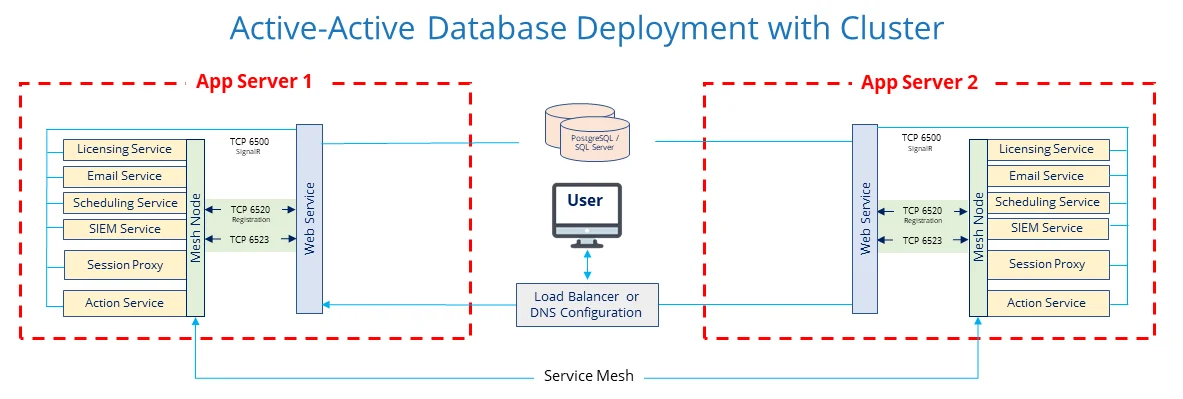 Active-Active Database Deployment with Cluster
App Server 1
TCP 6500
SignalR
Licensing Service
Email Service
Scheduling Service
SIEM Service
Session Proxy
Action Service
Mesh Node
TCP 6520
Registration
TCP 6523
Web Service
PostgreSQL /
SQL Server
User
Load Balancer or
DNS Configuration
App Server 2
Web Service
TCP 6500
SignalR
TCP 6520
Registration
TCP 6523
Mesh Node
Licensing Service
Email Service
Scheduling Service
SIEM Service
Session Proxy
Action Service
Service Mesh